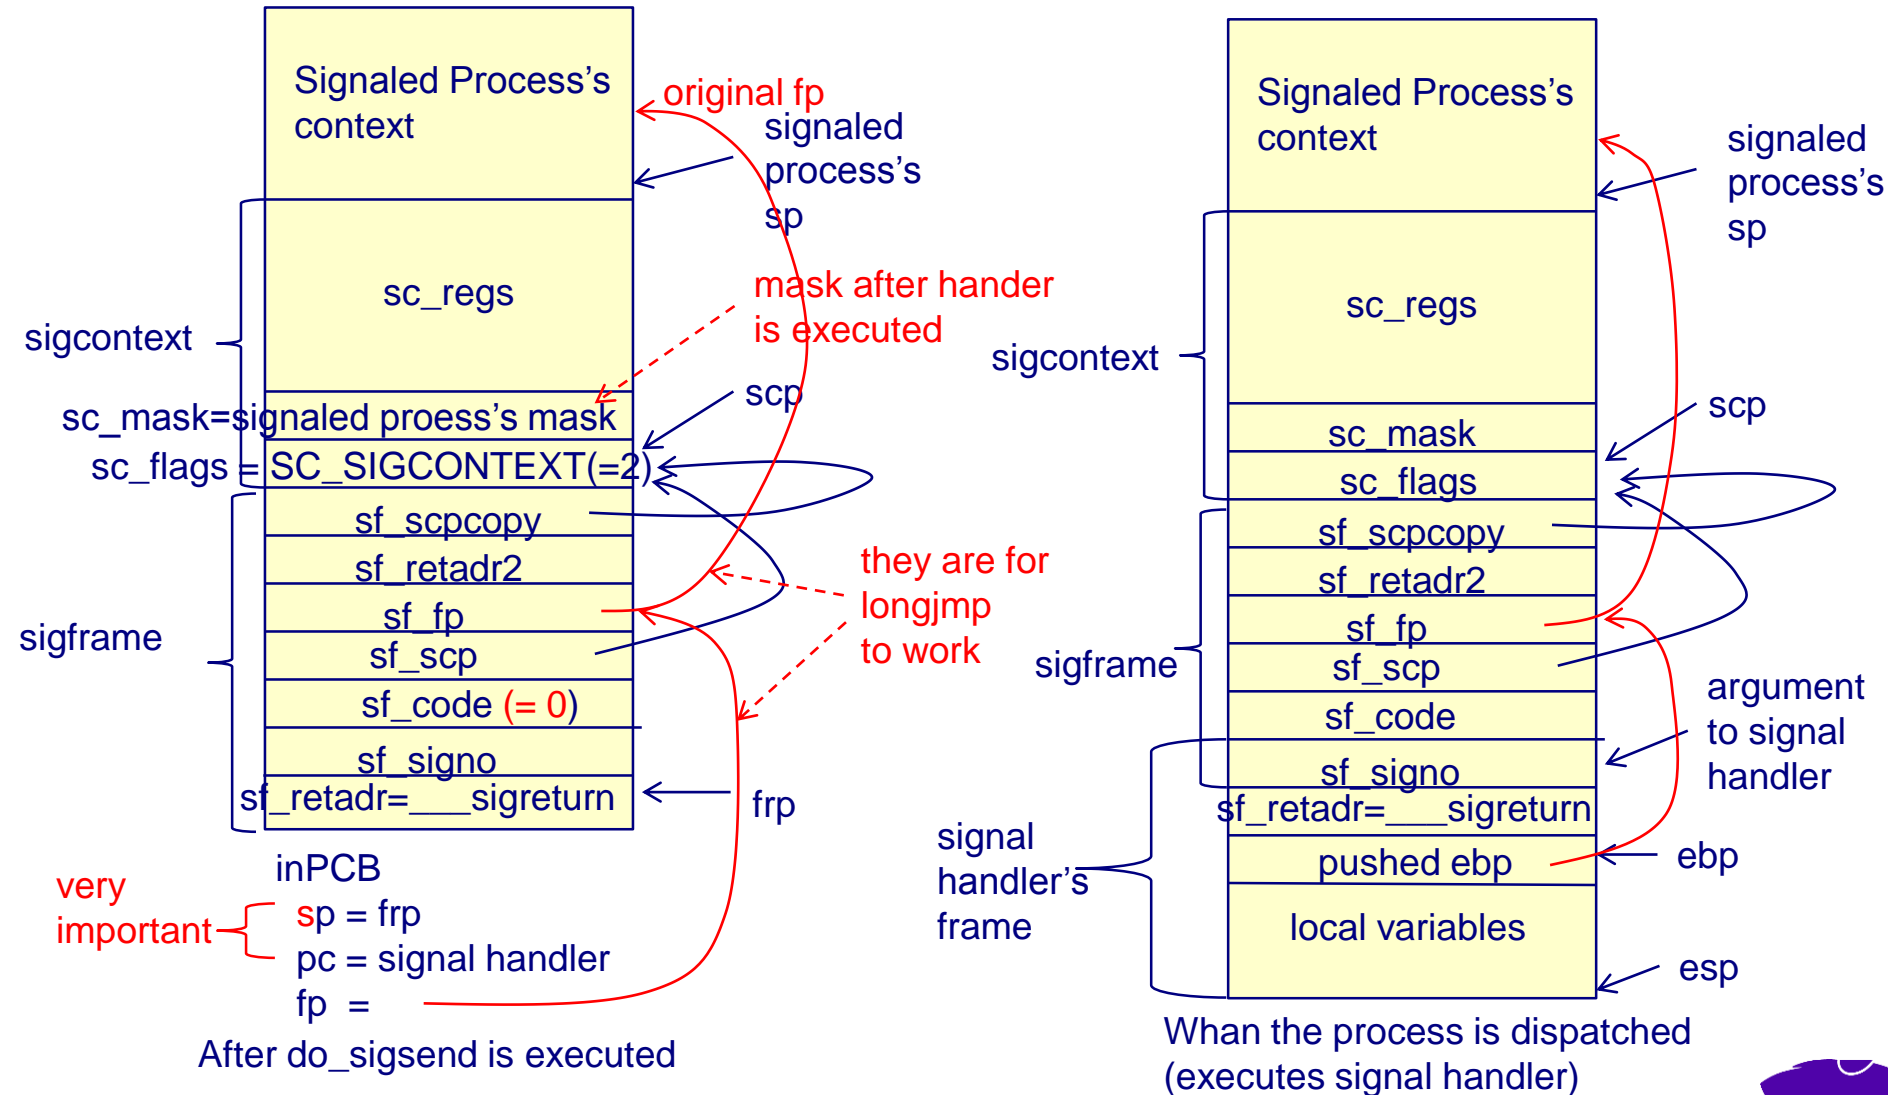 Signaled Process's
context
original fp
signaled
process's
sp
sc_regs
mask after hander
is executed
sigcontext
scp
sc_mask=signaled proess's mask
sc_flags = SC_SIGCONTEXT(=2)
sf_scpcopy
sf_retadr2
they are for
longjmp
to work
sf_fp
sigframe
sf_scp
sf_code (= 0)
sf_signo
sf_retadr=___sigreturn
frp
inPCB
very
important
sp = frp
pc = signal handler
fp =
After do_sigsend is executed
Signaled Process's
context
signaled
process's
sp
sc_regs
sigcontext
scp
sc_mask
sc_flags
sf_scpcopy
sf_retadr2
sf_fp
sigframe
sf_scp
sf_code
argument
to signal
handler
sf_signo
sf_retadr=___sigreturn
signal
handler's
frame
pushed ebp
ebp
local variables
esp
Whan the process is dispatched
(executes signal handler)